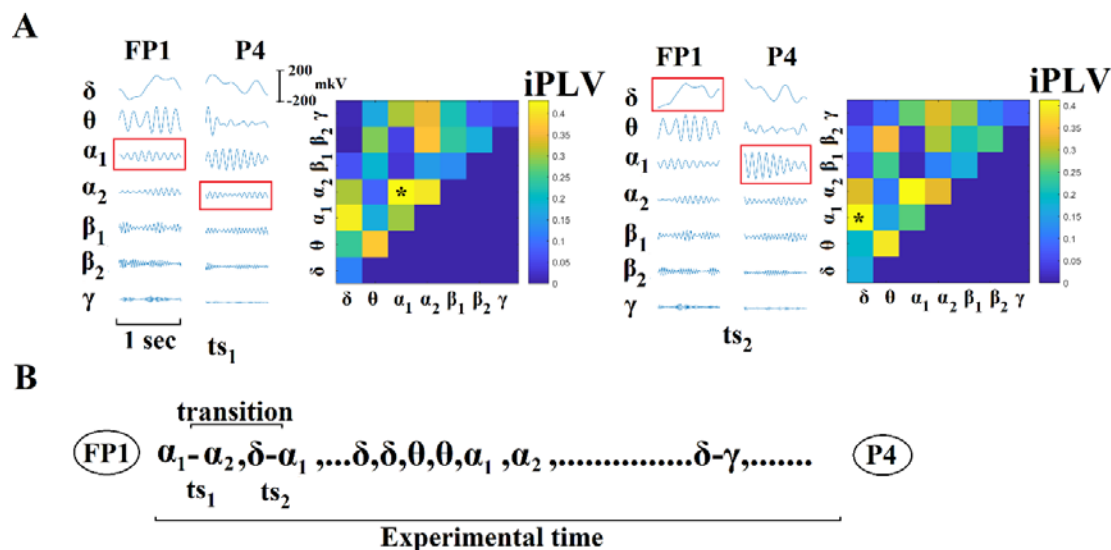 A
FP1 P4
200
-200
mkV
δ
θ
α1
α2
β1
β2
γ
1 sec
ts1
iPLV
γ
β2
β1
α2
α1
θ
δ
*
δ θ α1 α2 β1 β2 γ
0.4
0.35
0.3
0.25
0.2
0.15
0.1
0.05
0
FP1 P4
δ
θ
α1
α2
β1
β2
γ
ts2
iPLV
γ
β2
β1
α2
α1
θ
δ
*
δ θ α1 α2 β1 β2 γ
0.4
0.35
0.3
0.25
0.2
0.15
0.1
0.05
0
B
transition
FP1 α1-α2,δ-α1 ,...δ,δ,θ,θ,α1 ,α2 ,...............δ-γ,....... P4
ts1 ts2
Experimental time